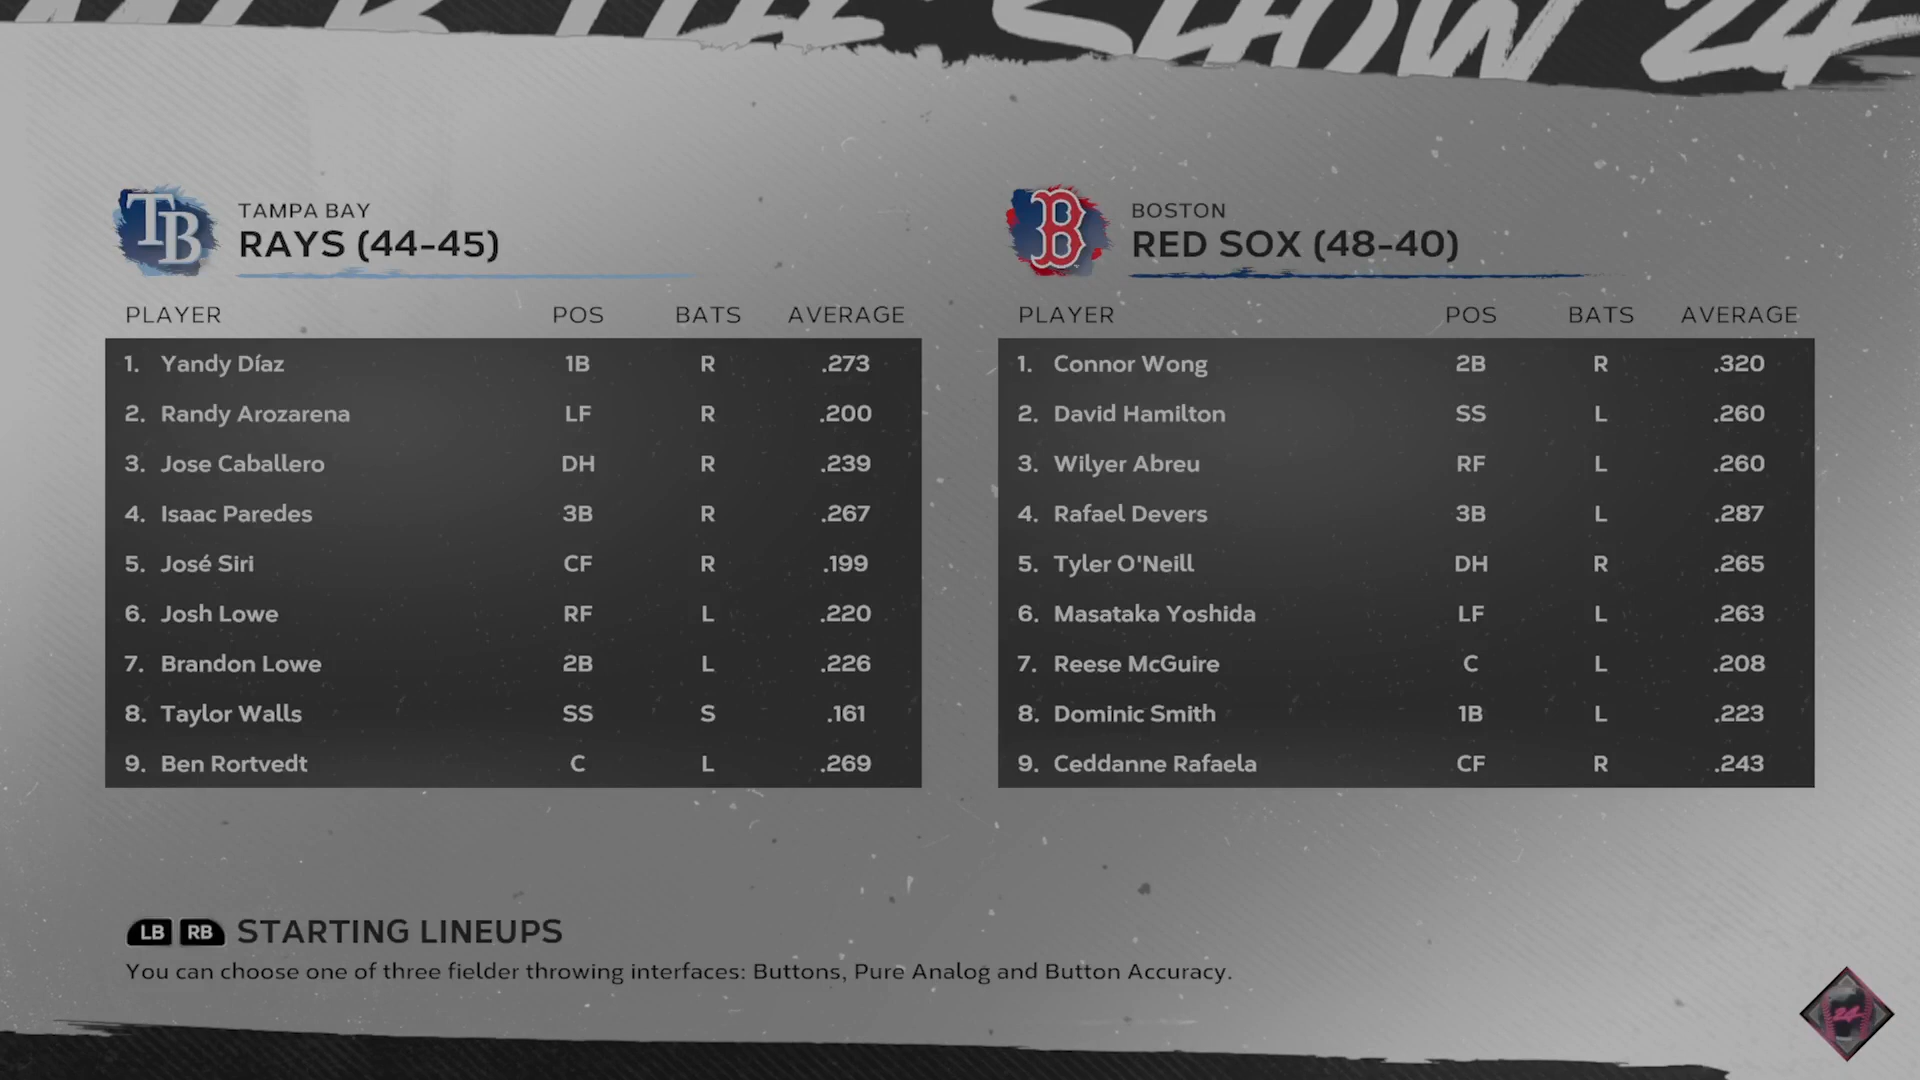 MLB THE SHOW 24
TB
TAMPA BAY
RAYS (44-45)
PLAYER POS BATS AVERAGE
1. Yandy Díaz 1B R .273
2. Randy Arozarena LF R .200
3. Jose Caballero DH R .239
4. Isaac Paredes 3B R .267
5. José Siri CF R .199
6. Josh Lowe RF L .220
7. Brandon Lowe 2B L .226
8. Taylor Walls SS S .161
9. Ben Rortvedt C L .269
B
BOSTON
RED SOX (48-40)
PLAYER POS BATS AVERAGE
1. Connor Wong 2B R .320
2. David Hamilton SS L .260
3. Wilyer Abreu RF L .260
4. Rafael Devers 3B L .287
5. Tyler O'Neill DH R .265
6. Masataka Yoshida LF L .263
7. Reese McGuire C L .208
8. Dominic Smith 1B L .223
9. Ceddanne Rafaela CF R .243
LB RB STARTING LINEUPS
You can choose one of three fielder throwing interfaces: Buttons, Pure Analog and Button Accuracy.
24